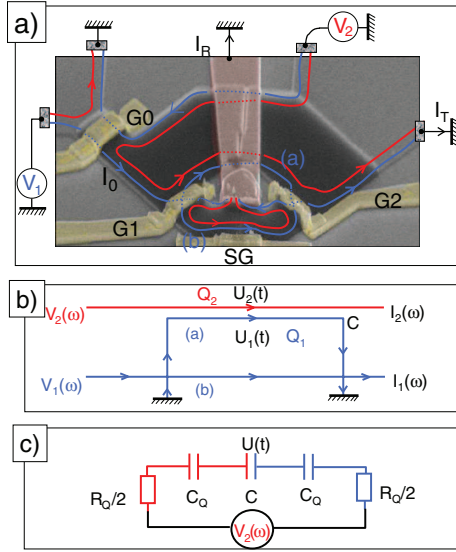 a)
I_R
V_2
G0
I_T
(a)
V_1
I_0
G1
G2
(b)
SG
b)
Q_2 U_2(t)
V_2(ω) I_2(ω)
(a) U_1(t) Q_1 C
V_1(ω) (b) I_1(ω)
c)
U(t)
R_Q/2 C_Q C C_Q R_Q/2
V_2(ω)